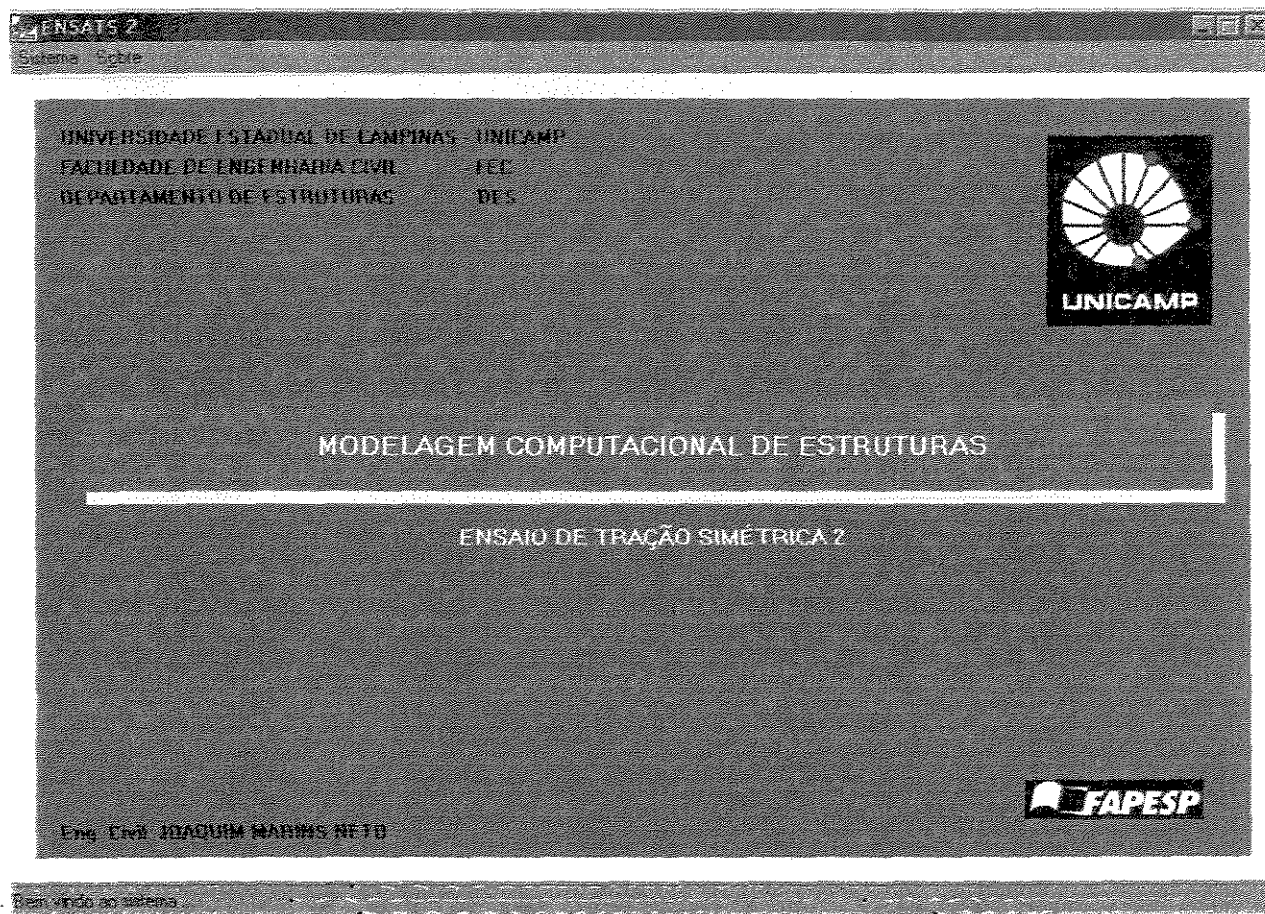 ENSATS 2
Sistema Sobre
UNIVERSIDADE ESTADUAL DE CAMPINAS - UNICAMP
FACULDADE DE ENGENHARIA CIVIL FEC
DEPARTAMENTO DE ESTRUTURAS DES
UNICAMP
MODELAGEM COMPUTACIONAL DE ESTRUTURAS
ENSAIO DE TRAÇÃO SIMÉTRICA 2
FAPESP
Eng. Civil JOAQUIM MARINS NETO
Bem vindo ao sistema...